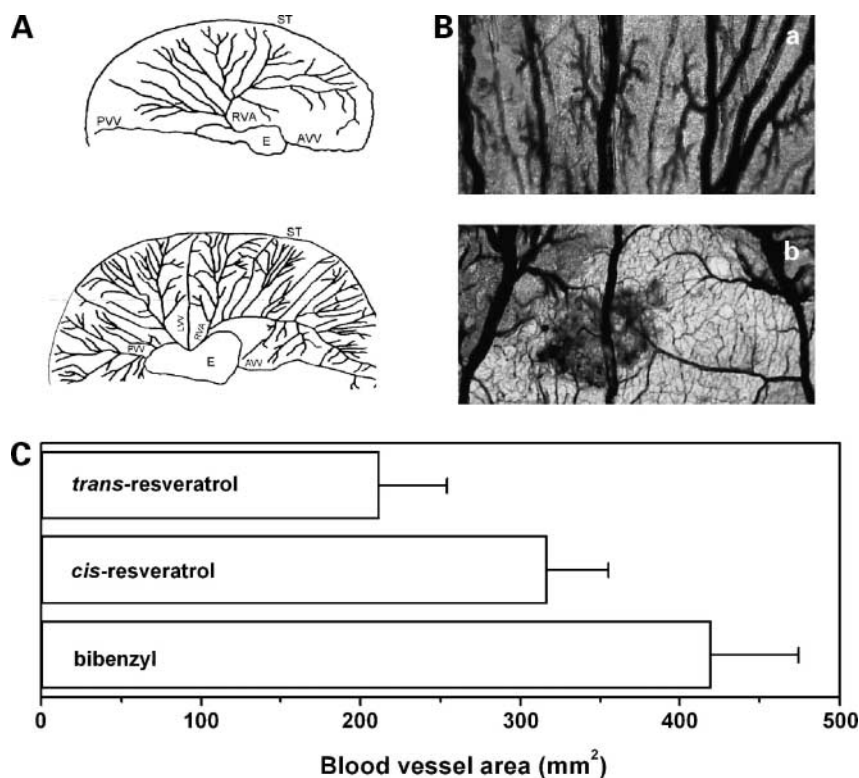 A
ST
PVV
RVA
E
AVV
ST
PVV
LVV
RVA
E
AVV
B
a
b
C
trans-resveratrol
cis-resveratrol
bibenzyl
0
100
200
300
400
500
Blood vessel area (mm²)